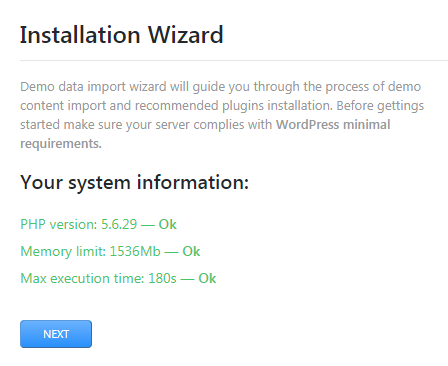 Installation Wizard
Demo data import wizard will guide you through the process of demo
content import and recommended plugins installation. Before gettings
started make sure your server complies with WordPress minimal
requirements.
Your system information:
PHP version: 5.6.29 — Ok
Memory limit: 1536Mb — Ok
Max execution time: 180s — Ok
NEXT